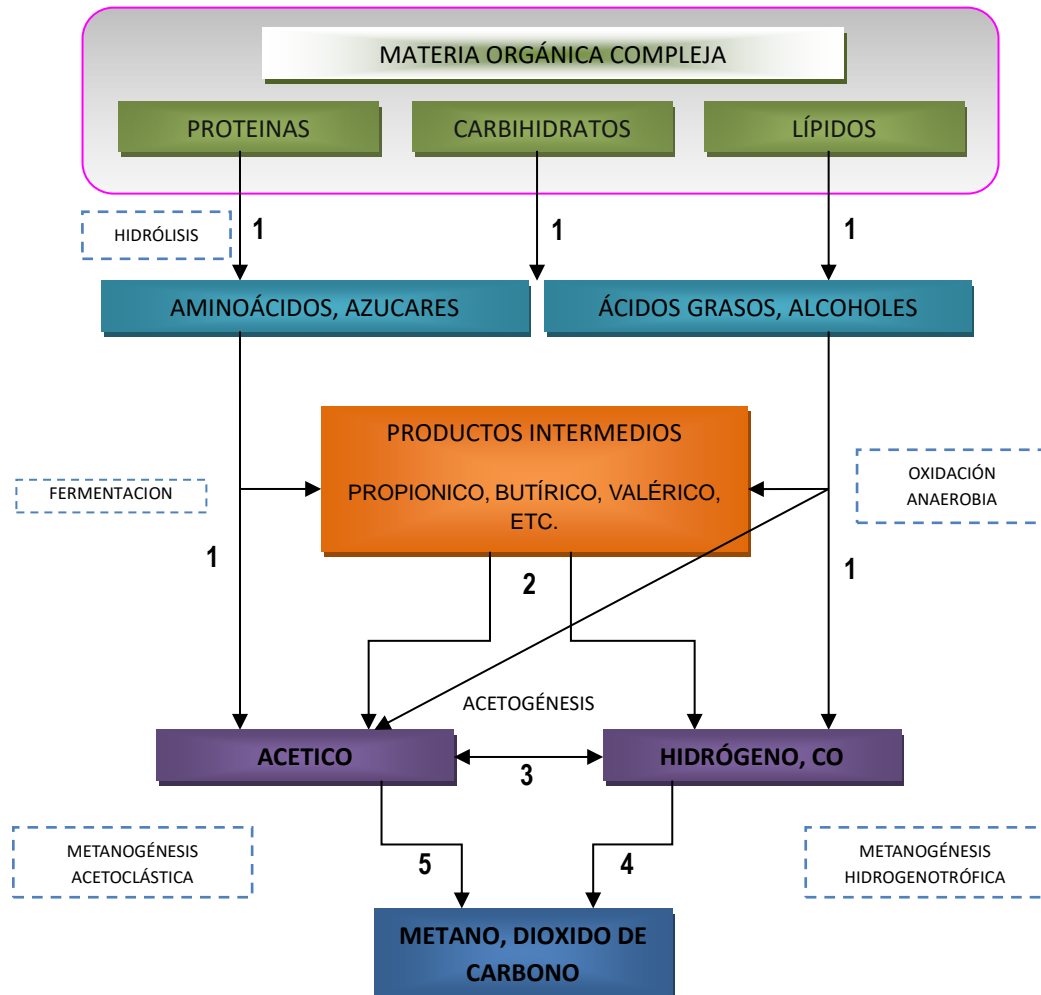 MATERIA ORGÁNICA COMPLEJA
PROTEINAS
CARBIHIDRATOS
LÍPIDOS
HIDRÓLISIS
1
1
1
AMINOÁCIDOS, AZUCARES
ÁCIDOS GRASOS, ALCOHOLES
PRODUCTOS INTERMEDIOS
PROPIONICO, BUTÍRICO, VALÉRICO,
ETC.
FERMENTACION
OXIDACIÓN
ANAEROBIA
1
2
1
ACETOGÉNESIS
ACETICO
3
HIDRÓGENO, CO
METANOGÉNESIS
ACETOCLÁSTICA
5
4
METANOGÉNESIS
HIDROGENOTRÓFICA
METANO, DIOXIDO DE
CARBONO